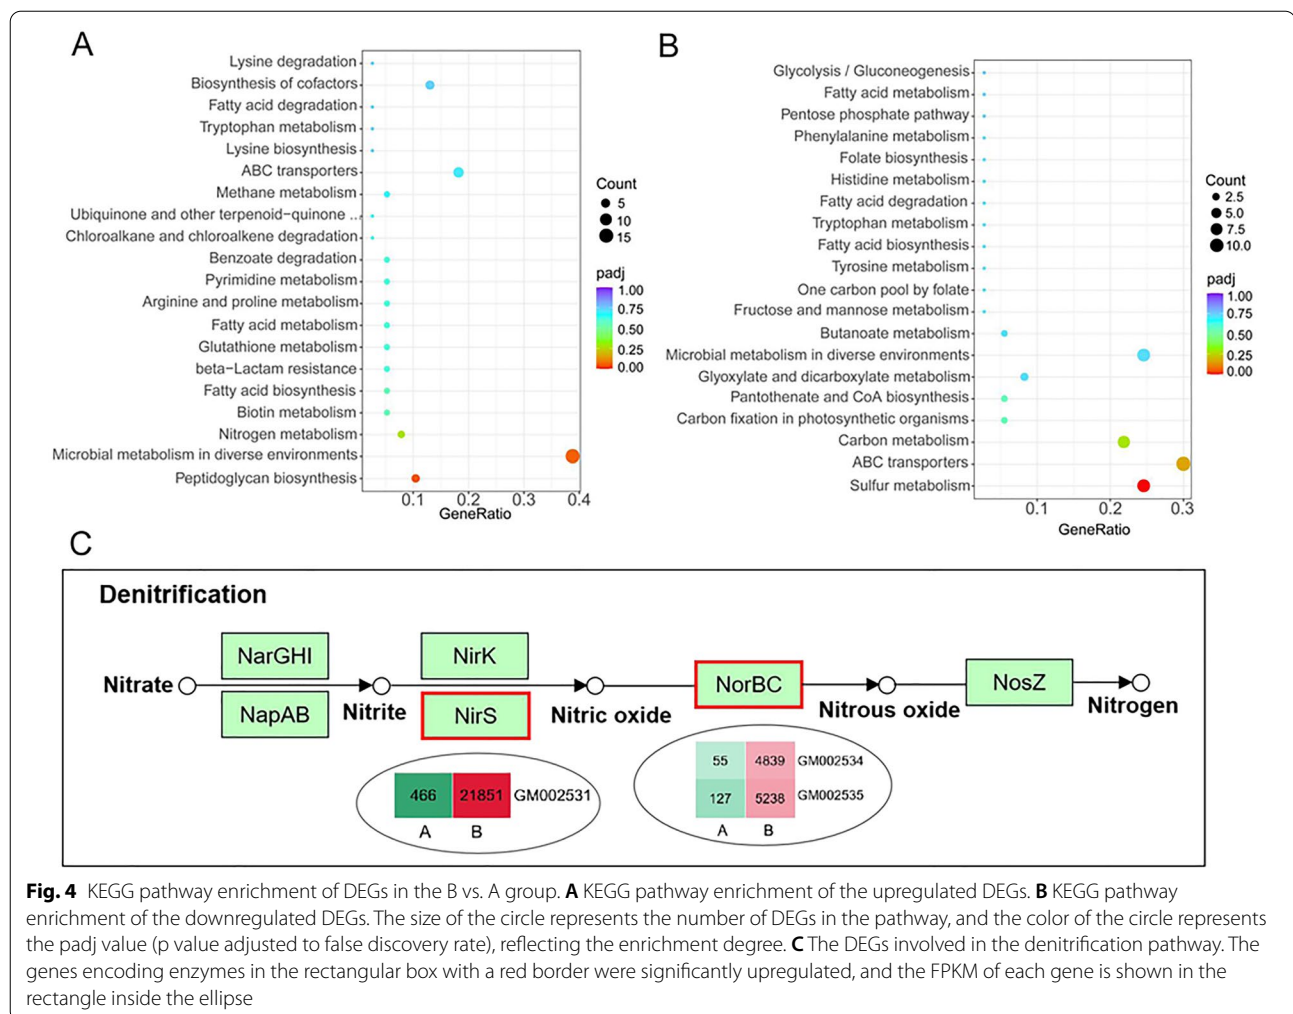 A
Lysine degradation
Biosynthesis of cofactors
Fatty acid degradation
Tryptophan metabolism
Lysine biosynthesis
ABC transporters
Methane metabolism
Ubiquinone and other terpenoid−quinone ..
Chloroalkane and chloroalkene degradation
Benzoate degradation
Pyrimidine metabolism
Arginine and proline metabolism
Fatty acid metabolism
Glutathione metabolism
beta−Lactam resistance
Fatty acid biosynthesis
Biotin metabolism
Nitrogen metabolism
Microbial metabolism in diverse environments
Peptidoglycan biosynthesis
0.1 0.2 0.3 0.4
GeneRatio
Count
5
10
15
padj
1.00
0.75
0.50
0.25
0.00
B
Glycolysis / Gluconeogenesis
Fatty acid metabolism
Pentose phosphate pathway
Phenylalanine metabolism
Folate biosynthesis
Histidine metabolism
Fatty acid degradation
Tryptophan metabolism
Fatty acid biosynthesis
Tyrosine metabolism
One carbon pool by folate
Fructose and mannose metabolism
Butanoate metabolism
Microbial metabolism in diverse environments
Glyoxylate and dicarboxylate metabolism
Pantothenate and CoA biosynthesis
Carbon fixation in photosynthetic organisms
Carbon metabolism
ABC transporters
Sulfur metabolism
0.1 0.2 0.3
GeneRatio
Count
2.5
5.0
7.5
10.0
padj
1.00
0.75
0.50
0.25
0.00
C
Denitrification
NarGHI NirK
Nitrate NorBC NosZ
NapAB Nitrite NirS Nitric oxide Nitrous oxide Nitrogen
466 21851 GM002531
A B
55 4839 GM002534
127 5238 GM002535
A B
Fig. 4 KEGG pathway enrichment of DEGs in the B vs. A group. A KEGG pathway enrichment of the upregulated DEGs. B KEGG pathway
enrichment of the downregulated DEGs. The size of the circle represents the number of DEGs in the pathway, and the color of the circle represents
the padj value (p value adjusted to false discovery rate), reflecting the enrichment degree. C The DEGs involved in the denitrification pathway. The
genes encoding enzymes in the rectangular box with a red border were significantly upregulated, and the FPKM of each gene is shown in the
rectangle inside the ellipse